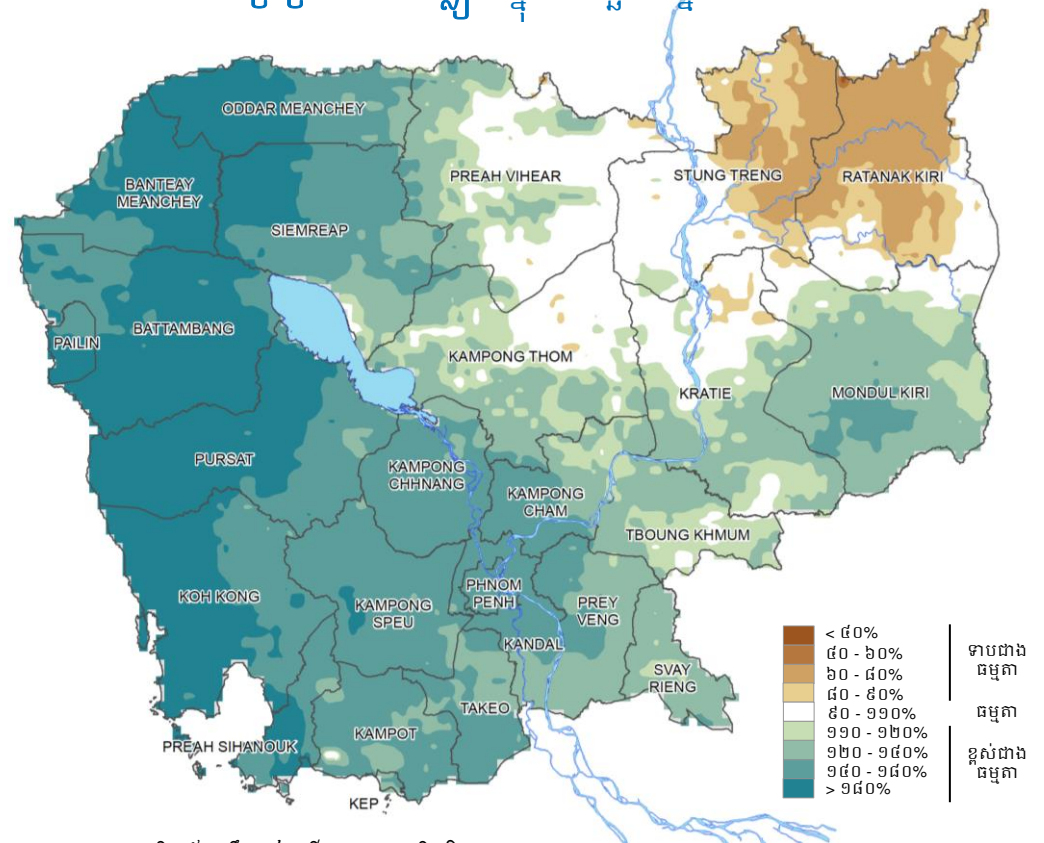 ODDAR MEANCHEY
PREAH VIHEAR
STUNG TRENG
RATANAK KIRI
BANTEAY
MEANCHEY
SIEMREAP
BATTAMBANG
PAILIN
KAMPONG THOM
KRATIE
MONDUL KIRI
PURSAT
KAMPONG
CHHNANG
KAMPONG
CHAM
TBOUNG KHMUM
KOH KONG
KAMPONG
SPEU
PHNOM
PENH
PREY
VENG
KANDAL
SVAY
RIENG
TAKEO
KAMPOT
PREAH SIHANOUK
KEP
< ៤០%
៤០ - ៦០%
៦០ - ៨០%
៨០ - ៩០%
៩០ - ១១០%
១១០ - ១២០%
១២០ - ១៤០%
១៤០ - ១៨០%
> ១៨០%
ទាបជាង
ធម្មតា
ធម្មតា
ខ្ពស់ជាង
ធម្មតា